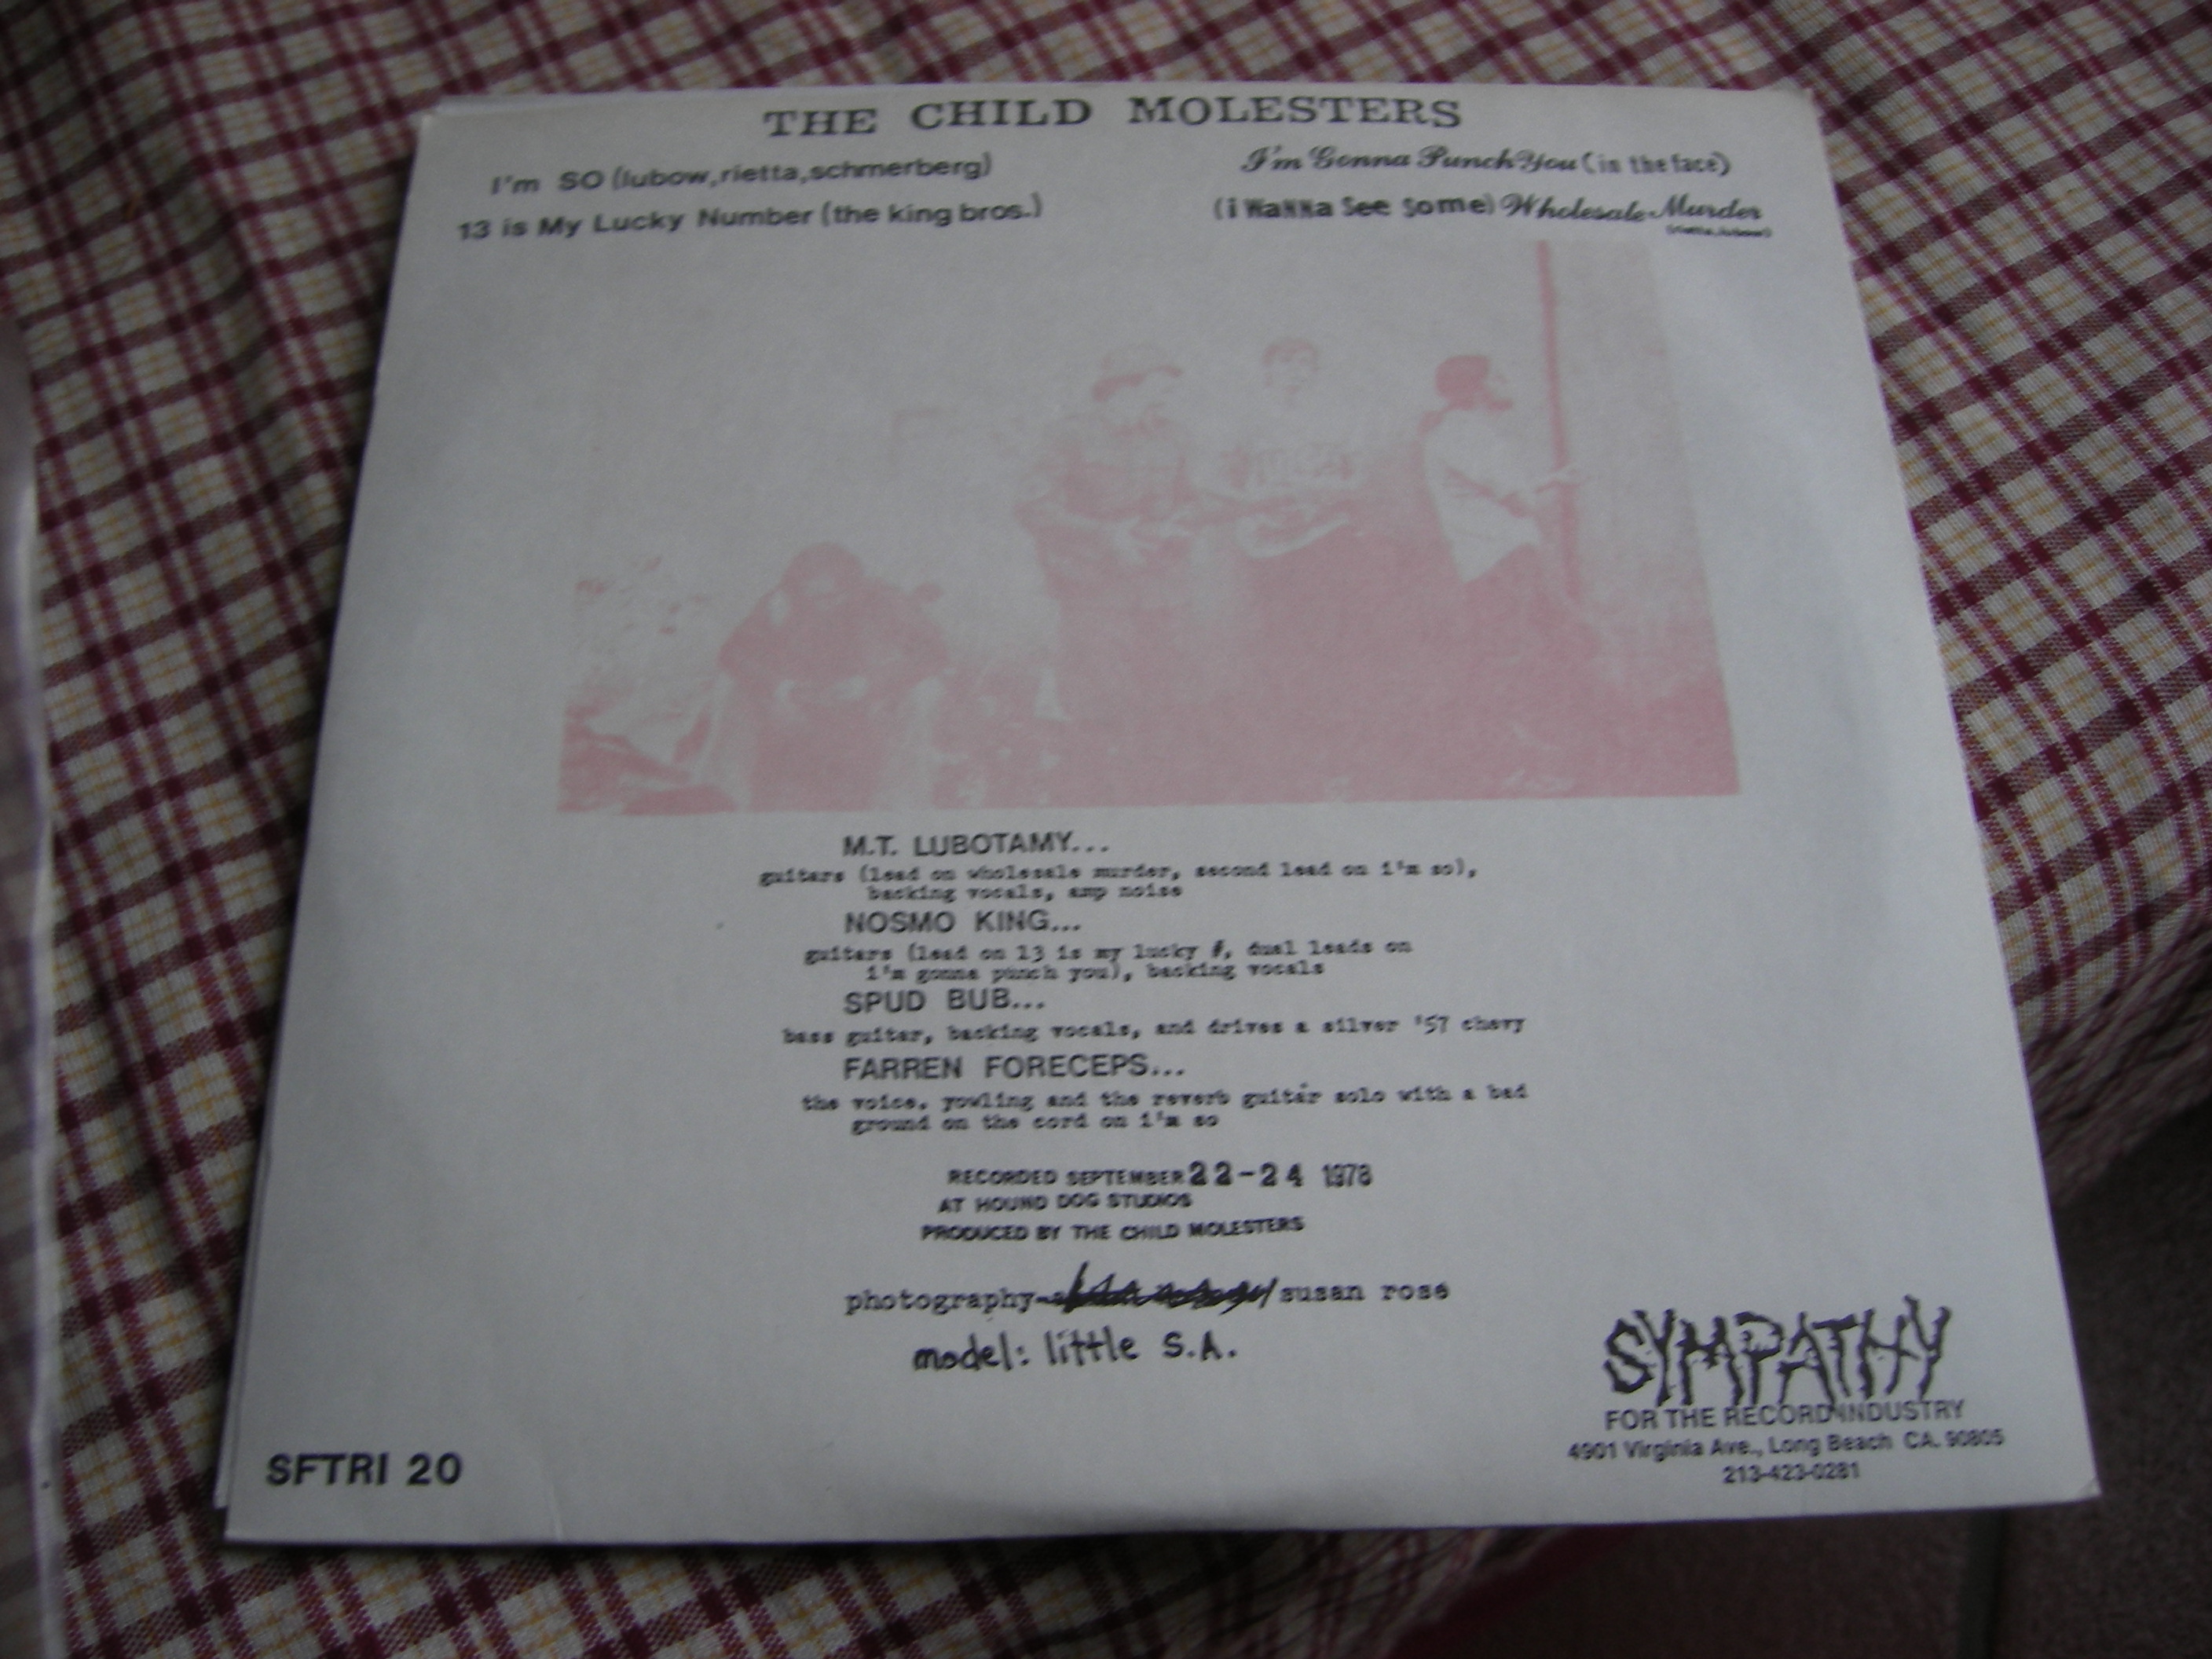 THE CHILD MOLESTERS
I'm SO (lubow,rietta,schmerberg)
13 is My Lucky Number (the king bros.)
I'm Gonna Punch You (in the face)
(i WaNNa See Some) Wholesale Murder
(rietta,lubow)
M.T. LUBOTAMY...
guitars (lead on wholesale murder, second lead on i'm so),
backing vocals, amp noise
NOSMO KING...
guitars (lead on 13 is my lucky #, dual leads on
i'm gonna punch you), backing vocals
SPUD BUB...
bass guitar, backing vocals, and drives a silver '57 chevy
FARREN FORECEPS...
the voice. yowling and the reverb guitar solo with a bad
ground on the cord on i'm so
RECORDED SEPTEMBER 22-24 1978
AT HOUND DOG STUDIOS
PRODUCED BY THE CHILD MOLESTERS
photography- susan rose
model: little S.A.
SYMPATHY
FOR THE RECORD INDUSTRY
4901 Virginia Ave., Long Beach CA. 90805
213-423-0281
SFTRI 20